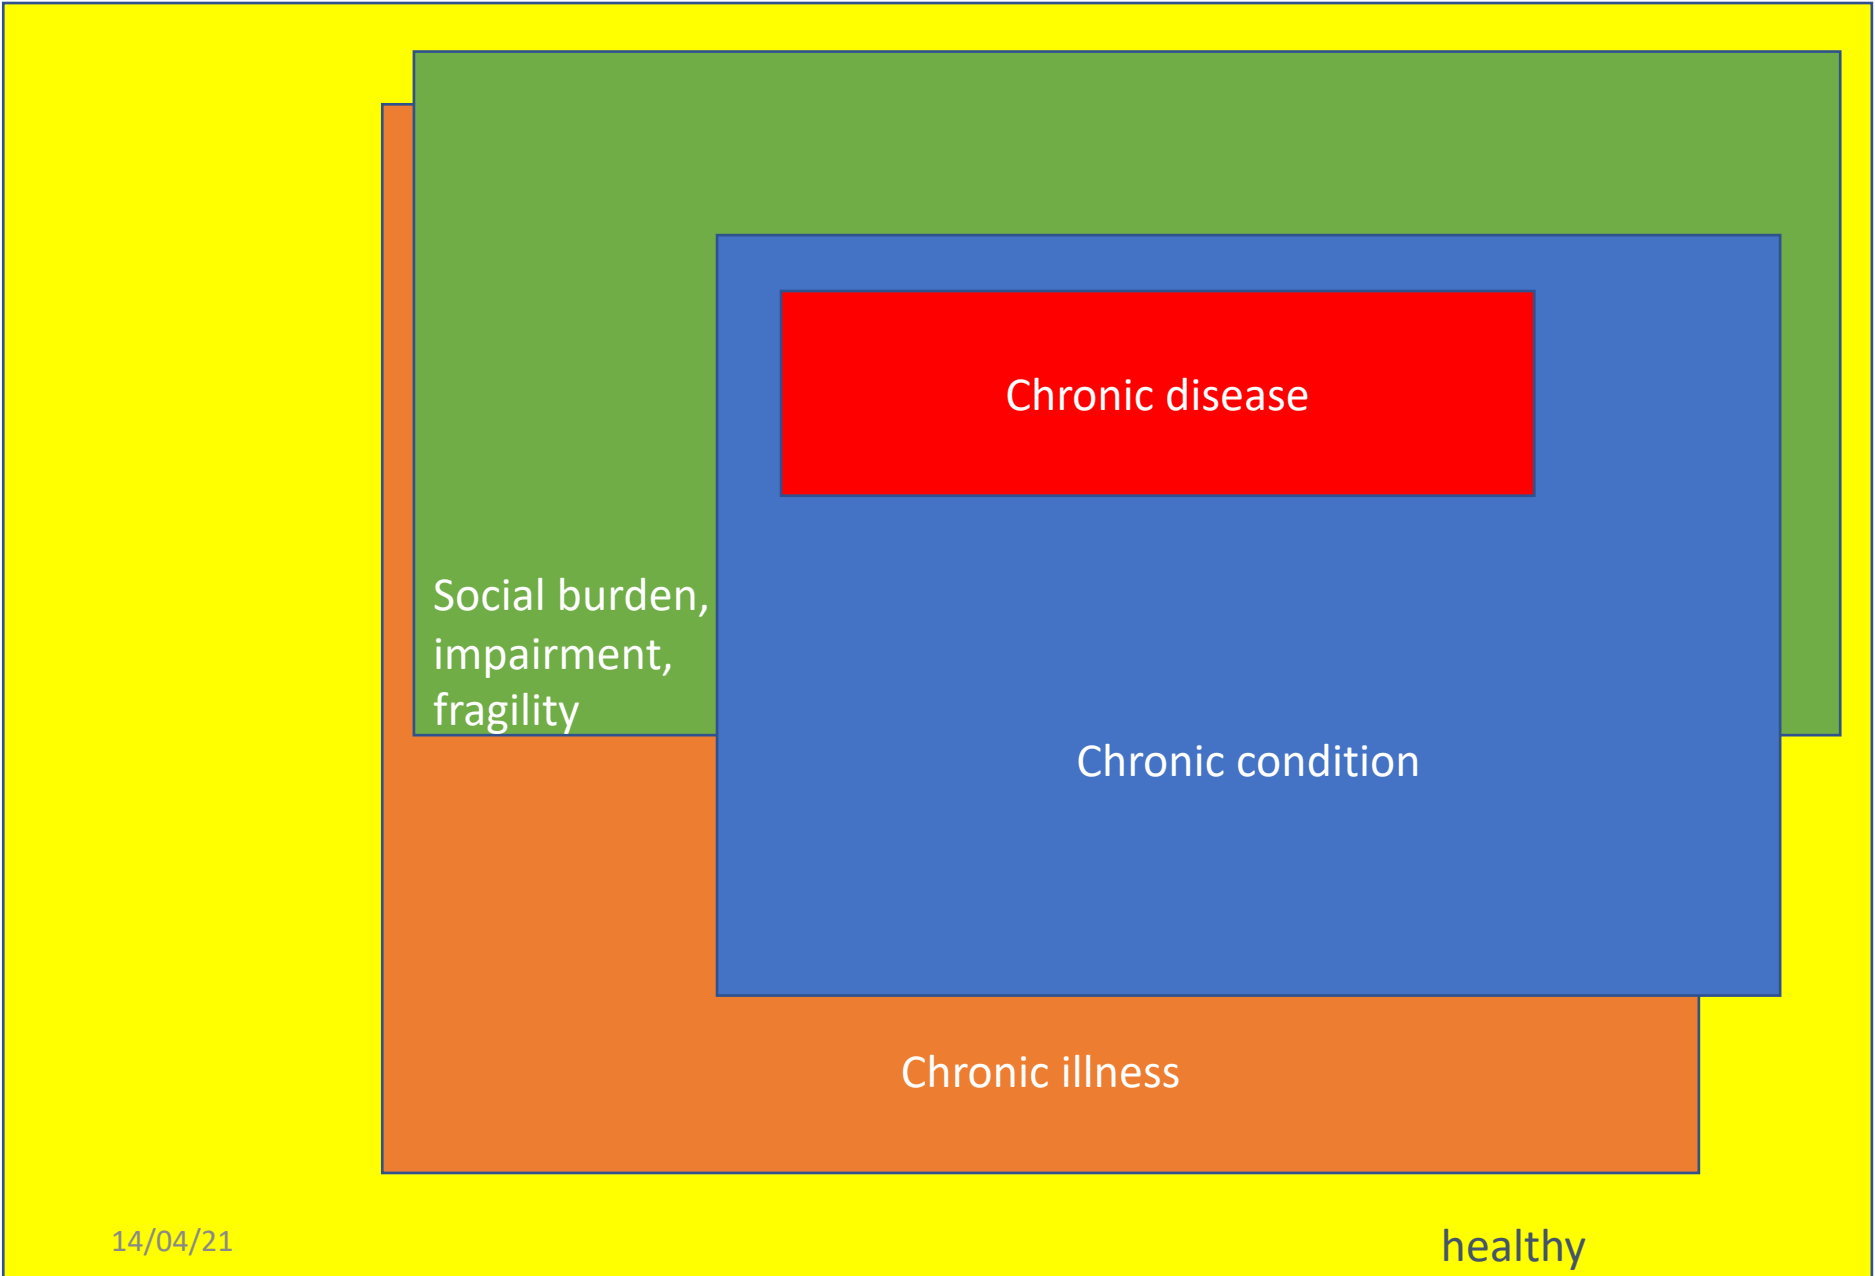 Chronic disease
Social burden,
impairment,
fragility
Chronic condition
Chronic illness
14/04/21
healthy